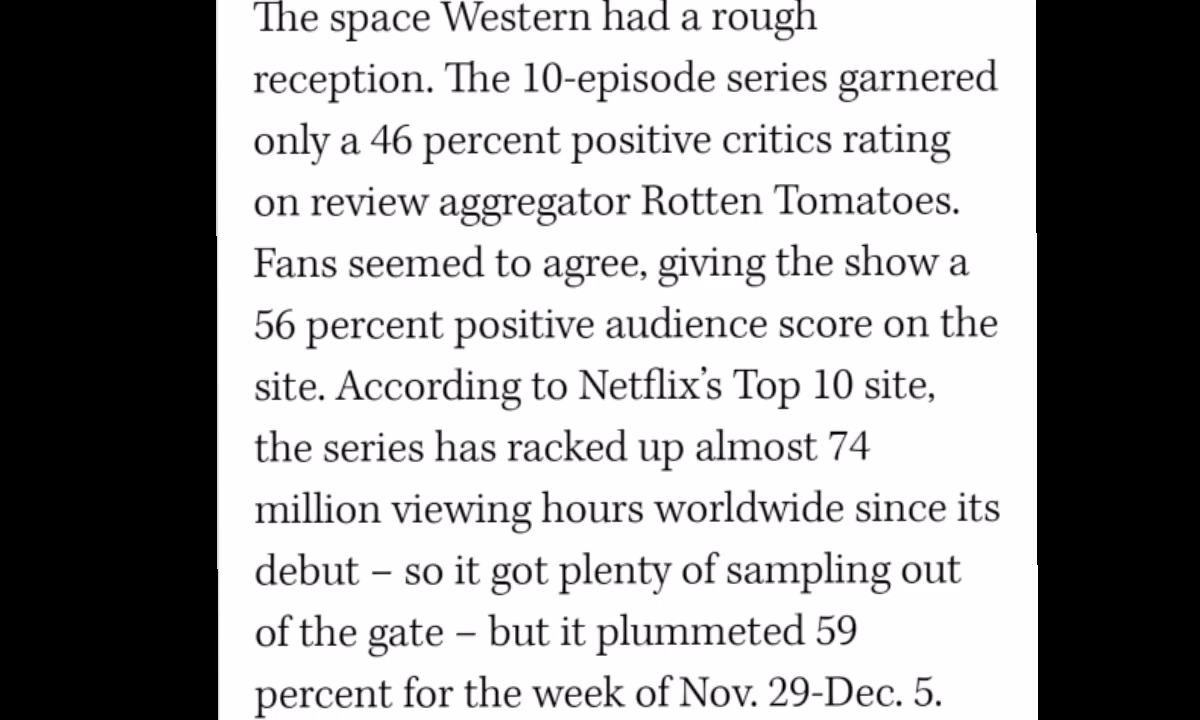 The space Western had a rough
reception. The 10-episode series garnered
only a 46 percent positive critics rating
on review aggregator Rotten Tomatoes.
Fans seemed to agree, giving the show a
56 percent positive audience score on the
site. According to Netflix’s Top 10 site,
the series has racked up almost 74
million viewing hours worldwide since its
debut – so it got plenty of sampling out
of the gate – but it plummeted 59
percent for the week of Nov. 29-Dec. 5.